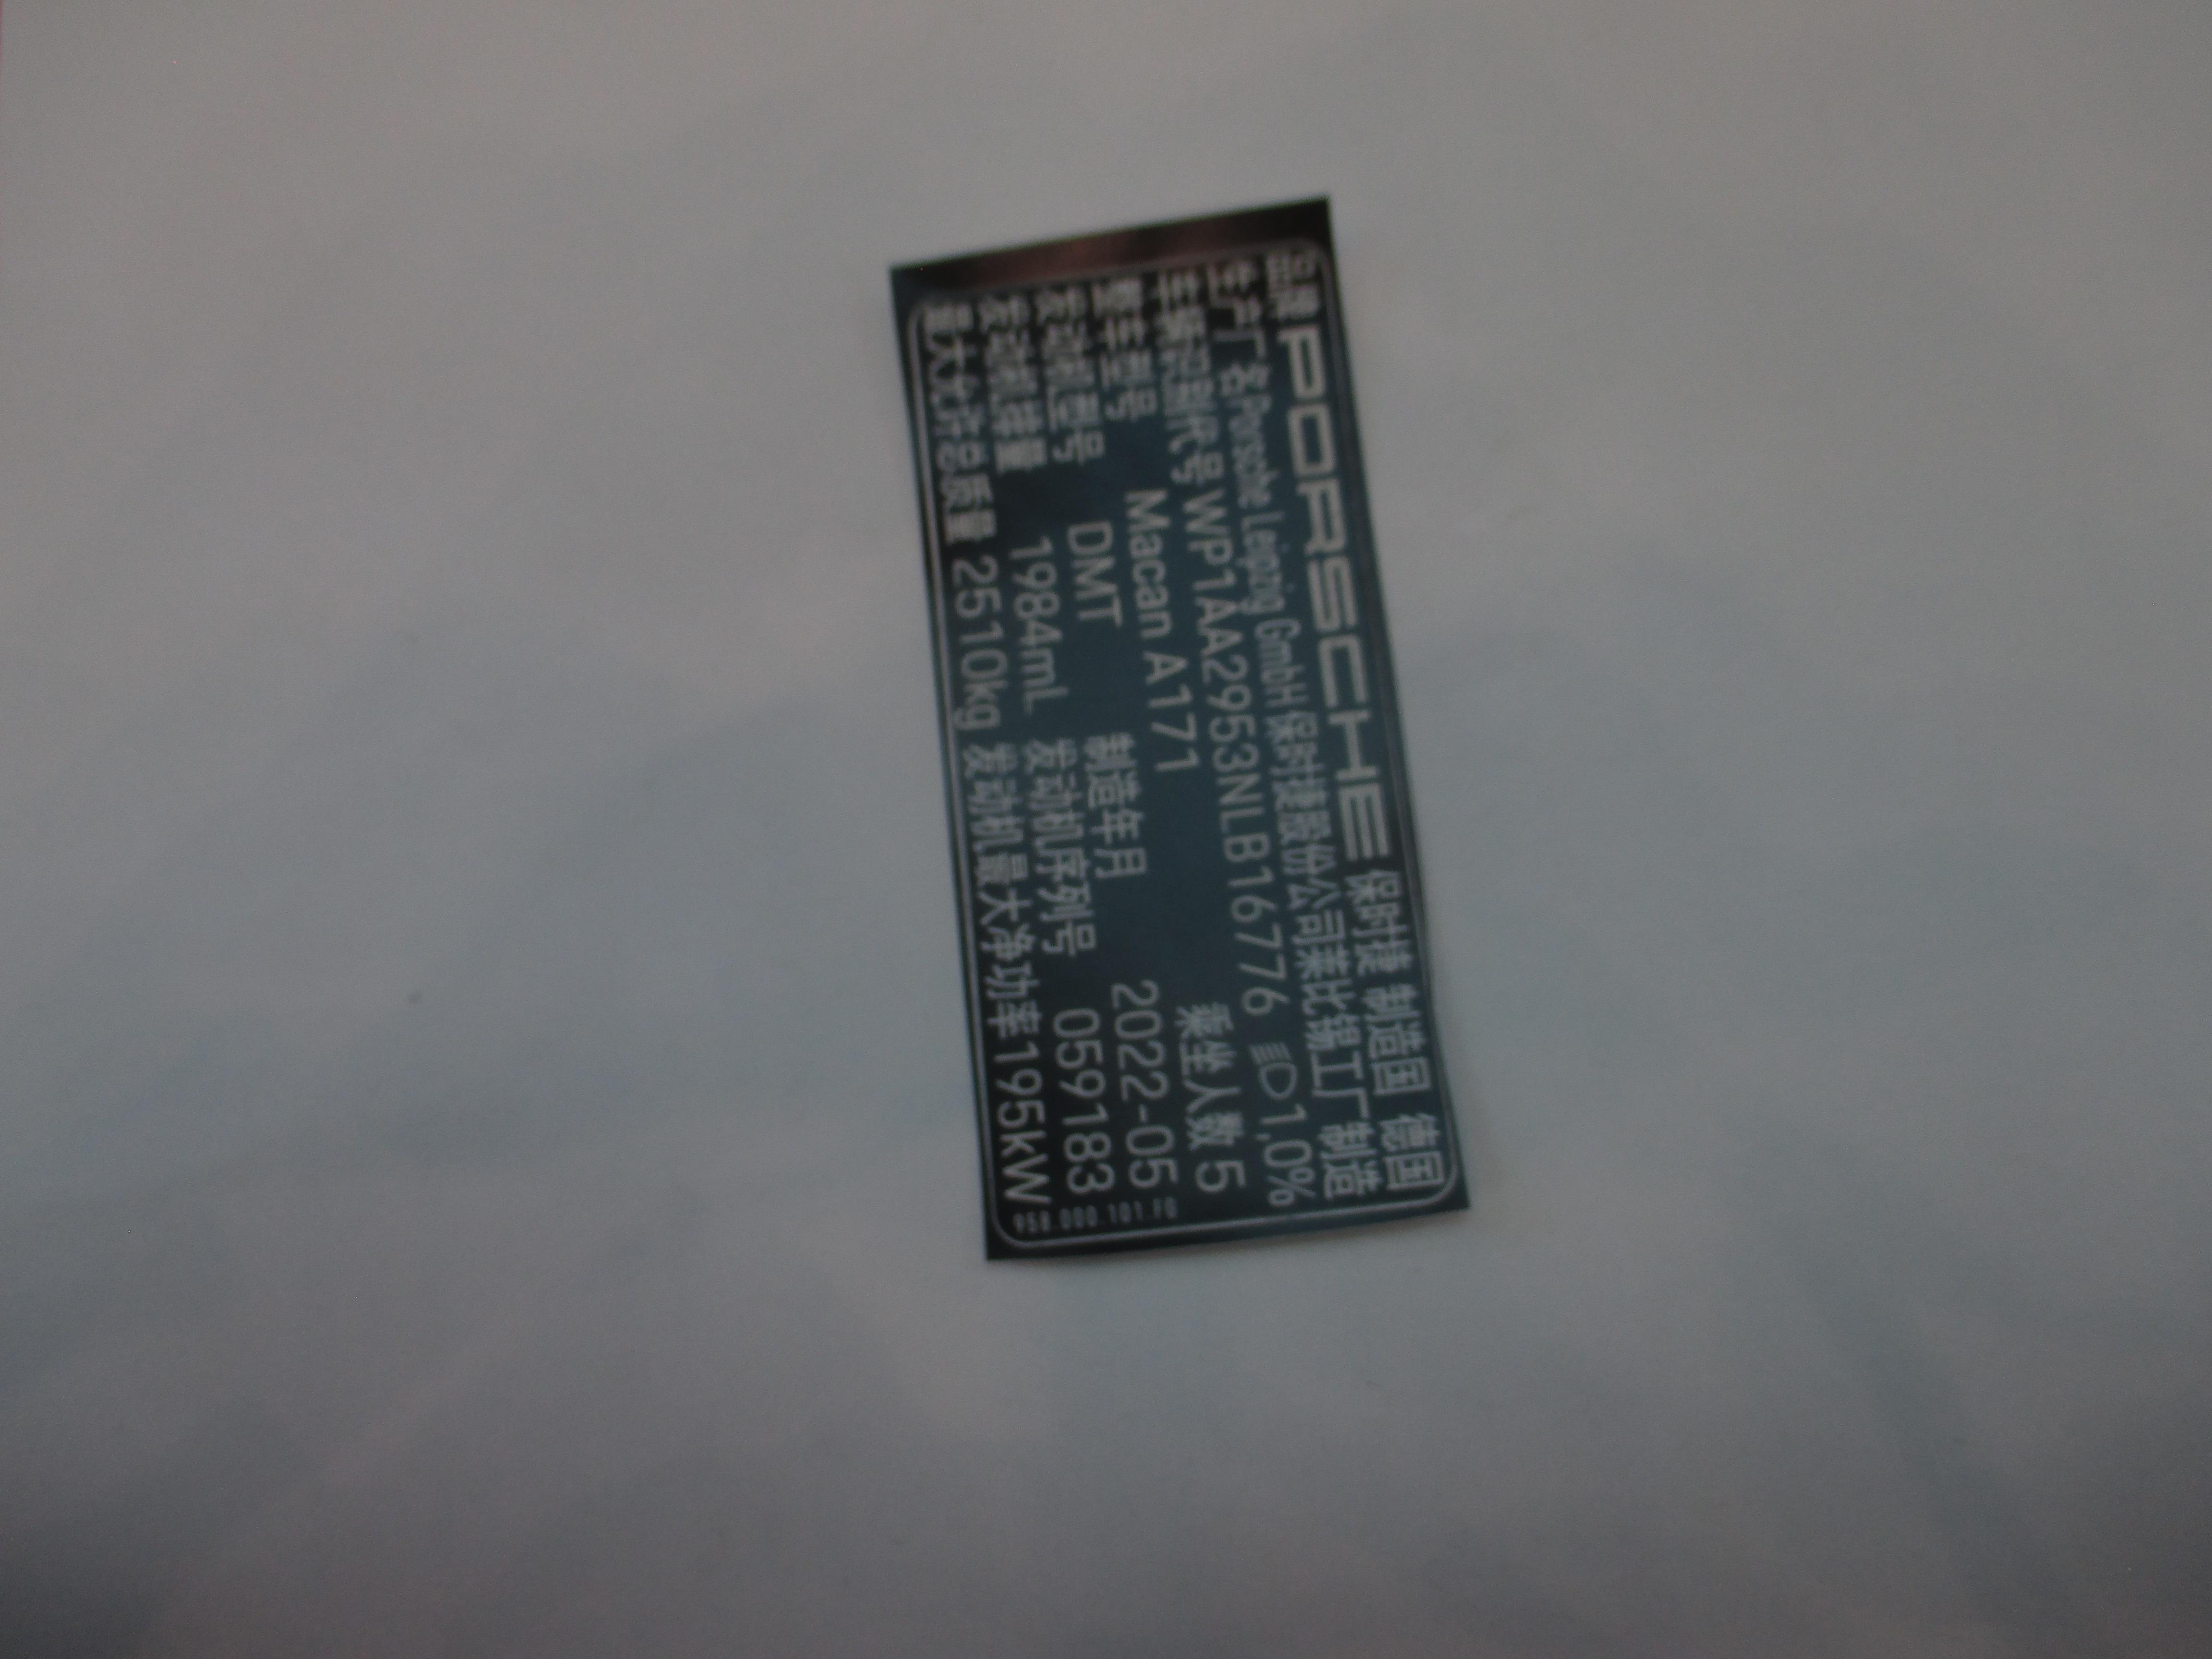 品牌 PORSCHE 保时捷 制造国 德国
生产厂名 Porsche Leipzig GmbH 保时捷股份公司莱比锡工厂制造
车辆识别代号 WP1AA2953NLB16776 1,0%
整车型号 Macan A171 乘坐人数 5
发动机型号 DMT 制造年月 2022-05
发动机排量 1984mL 发动机序列号 059183
最大允许总质量 2510kg 发动机最大净功率 195kW
958.000.101.FQ